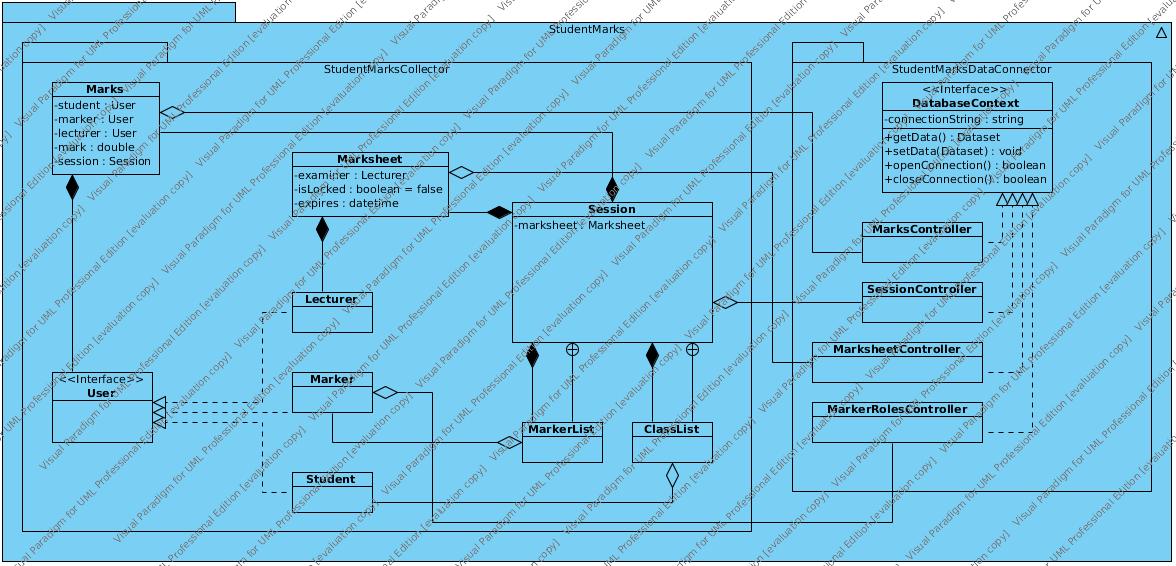 StudentMarks
StudentMarksCollector
StudentMarksDataConnector
Marks
-student : User
-marker : User
-lecturer : User
-mark : double
-session : Session
<<Interface>>
DatabaseContext
-connectionString : string
+getData() : Dataset
+setData(Dataset) : void
+openConnection() : boolean
+closeConnection() : boolean
Marksheet
-examiner : Lecturer
-isLocked : boolean = false
-expires : datetime
Session
-marksheet : Marksheet
MarksController
SessionController
Lecturer
MarksheetController
<<Interface>>
User
Marker
MarkerRolesController
MarkerList
ClassList
Student
Visual Paradigm for UML Professional Edition [evaluation copy]